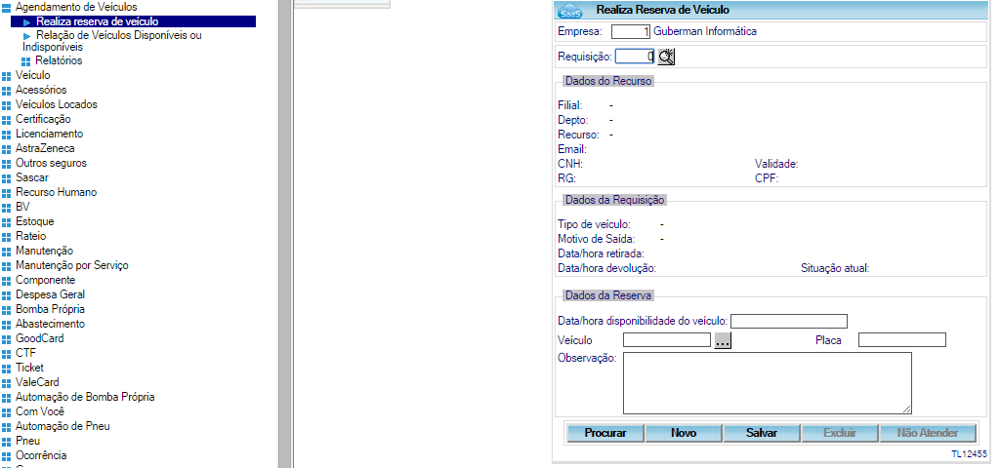 Agendamento de Veículos
Realiza reserva de veículo
Relação de Veículos Disponíveis ou
Indisponíveis
Relatórios
Veículo
Acessórios
Veículos Locados
Certificação
Licenciamento
AstraZeneca
Outros seguros
Sascar
Recurso Humano
BV
Estoque
Rateio
Manutenção
Manutenção por Serviço
Componente
Despesa Geral
Bomba Própria
Abastecimento
GoodCard
CTF
Ticket
ValeCard
Automação de Bomba Própria
Com Você
Automação de Pneu
Pneu
Ocorrência
SaaS Realiza Reserva de Veículo
Empresa: 1 Guberman Informática
Requisição: 0
Dados do Recurso
Filial: -
Depto: -
Recurso: -
Email:
CNH: Validade:
RG: CPF:
Dados da Requisição
Tipo de veículo: -
Motivo de Saída: -
Data/hora retirada:
Data/hora devolução: Situação atual:
Dados da Reserva
Data/hora disponibilidade do veículo:
Veículo ... Placa
Observação:
Procurar Novo Salvar Excluir Não Atender
TL12455